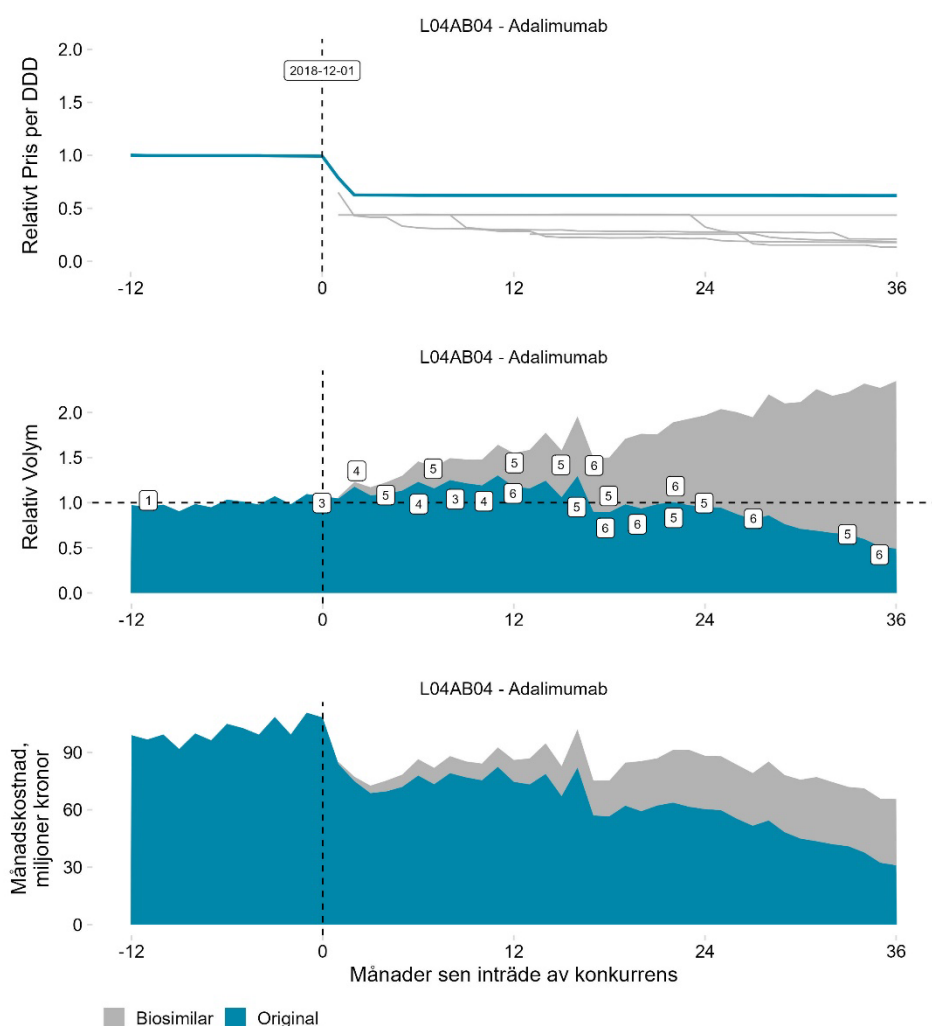 L04AB04 - Adalimumab
Relativt Pris per DDD
2.0
1.5
1.0
0.5
0.0
2018-12-01
-12 0 12 24 36
L04AB04 - Adalimumab
Relativ Volym
2.0
1.5
1.0
0.5
0.0
1 3 4 5 4 5 3 4 5 6 5 5 6 5 6 6 6 5 5 6 5 6
-12 0 12 24 36
L04AB04 - Adalimumab
Månadskostnad,
miljoner kronor
90
60
30
0
-12 0 12 24 36
Månader sen inträde av konkurrens
Biosimilar Original